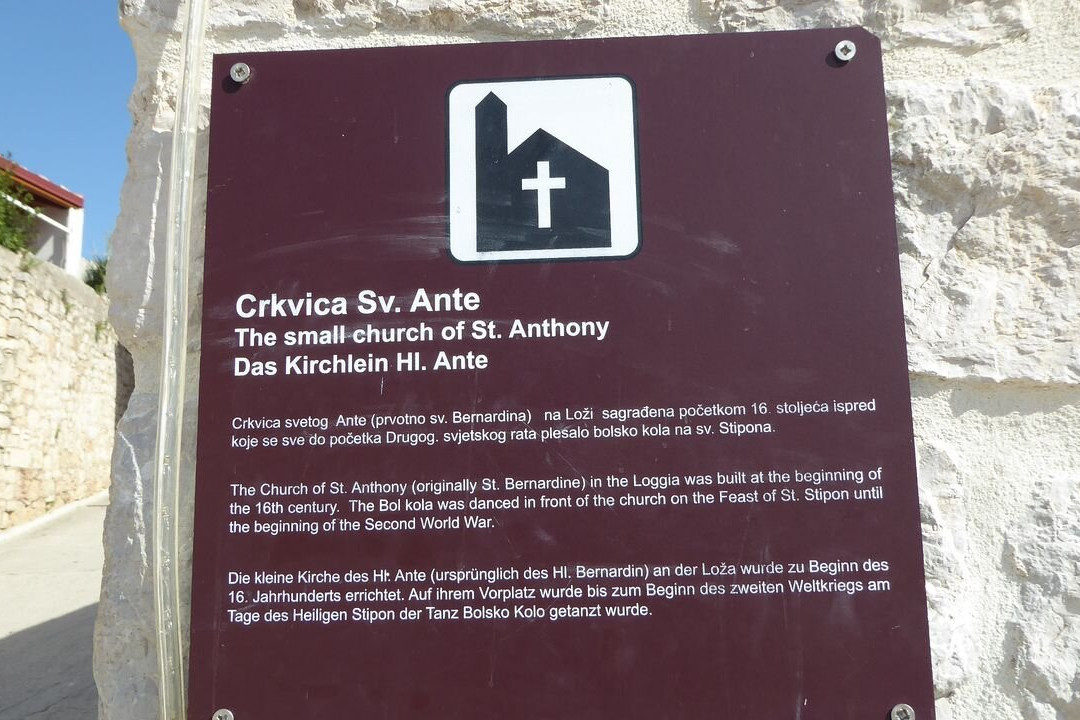 Crkvica Sv. Ante
The small church of St. Anthony
Das Kirchlein Hl. Ante
Crkvica svetog Ante (prvotno sv. Bernardina) na Loži sagrađena početkom 16. stoljeća ispred
koje se sve do početka Drugog. svjetskog rata plesalo bolsko kola na sv. Stipona.
The Church of St. Anthony (originally St. Bernardine) in the Loggia was built at the beginning of
the 16th century. The Bol kola was danced in front of the church on the Feast of St. Stipon until
the beginning of the Second World War.
Die kleine Kirche des Hl. Ante (ursprünglich des Hl. Bernardin) an der Loža wurde zu Beginn des
16. Jahrhunderts errichtet. Auf ihrem Vorplatz wurde bis zum Beginn des zweiten Weltkriegs am
Tage des Heiligen Stipon der Tanz Bolsko Kolo getanzt wurde.